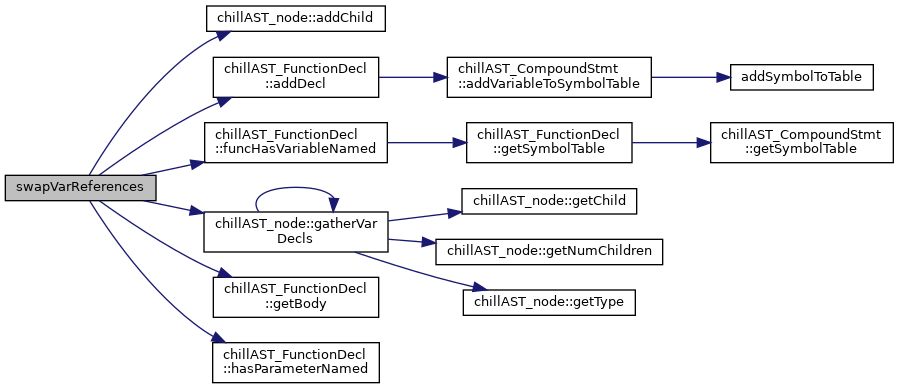 chillAST_node::addChild
chillAST_FunctionDecl
::addDecl
chillAST_CompoundStmt
::addVariableToSymbolTable
addSymbolToTable
chillAST_FunctionDecl
::funcHasVariableNamed
chillAST_FunctionDecl
::getSymbolTable
chillAST_CompoundStmt
::getSymbolTable
swapVarReferences
chillAST_node::gatherVar
Decls
chillAST_node::getChild
chillAST_node::getNumChildren
chillAST_node::getType
chillAST_FunctionDecl
::getBody
chillAST_FunctionDecl
::hasParameterNamed